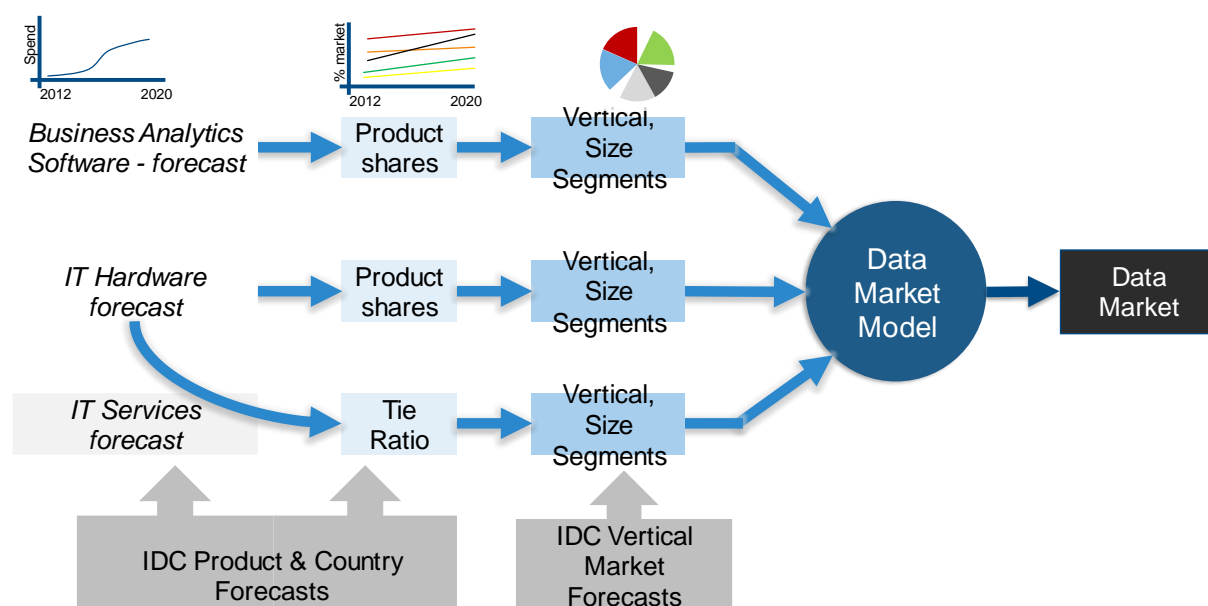 Spend
2012
2020
% market
2012
2020
Business Analytics
Software - forecast
Product
shares
Vertical,
Size
Segments
IT Hardware
forecast
Product
shares
Vertical,
Size
Segments
Data
Market
Model
Data
Market
IT Services
forecast
Tie
Ratio
Vertical,
Size
Segments
IDC Product & Country
Forecasts
IDC Vertical
Market
Forecasts